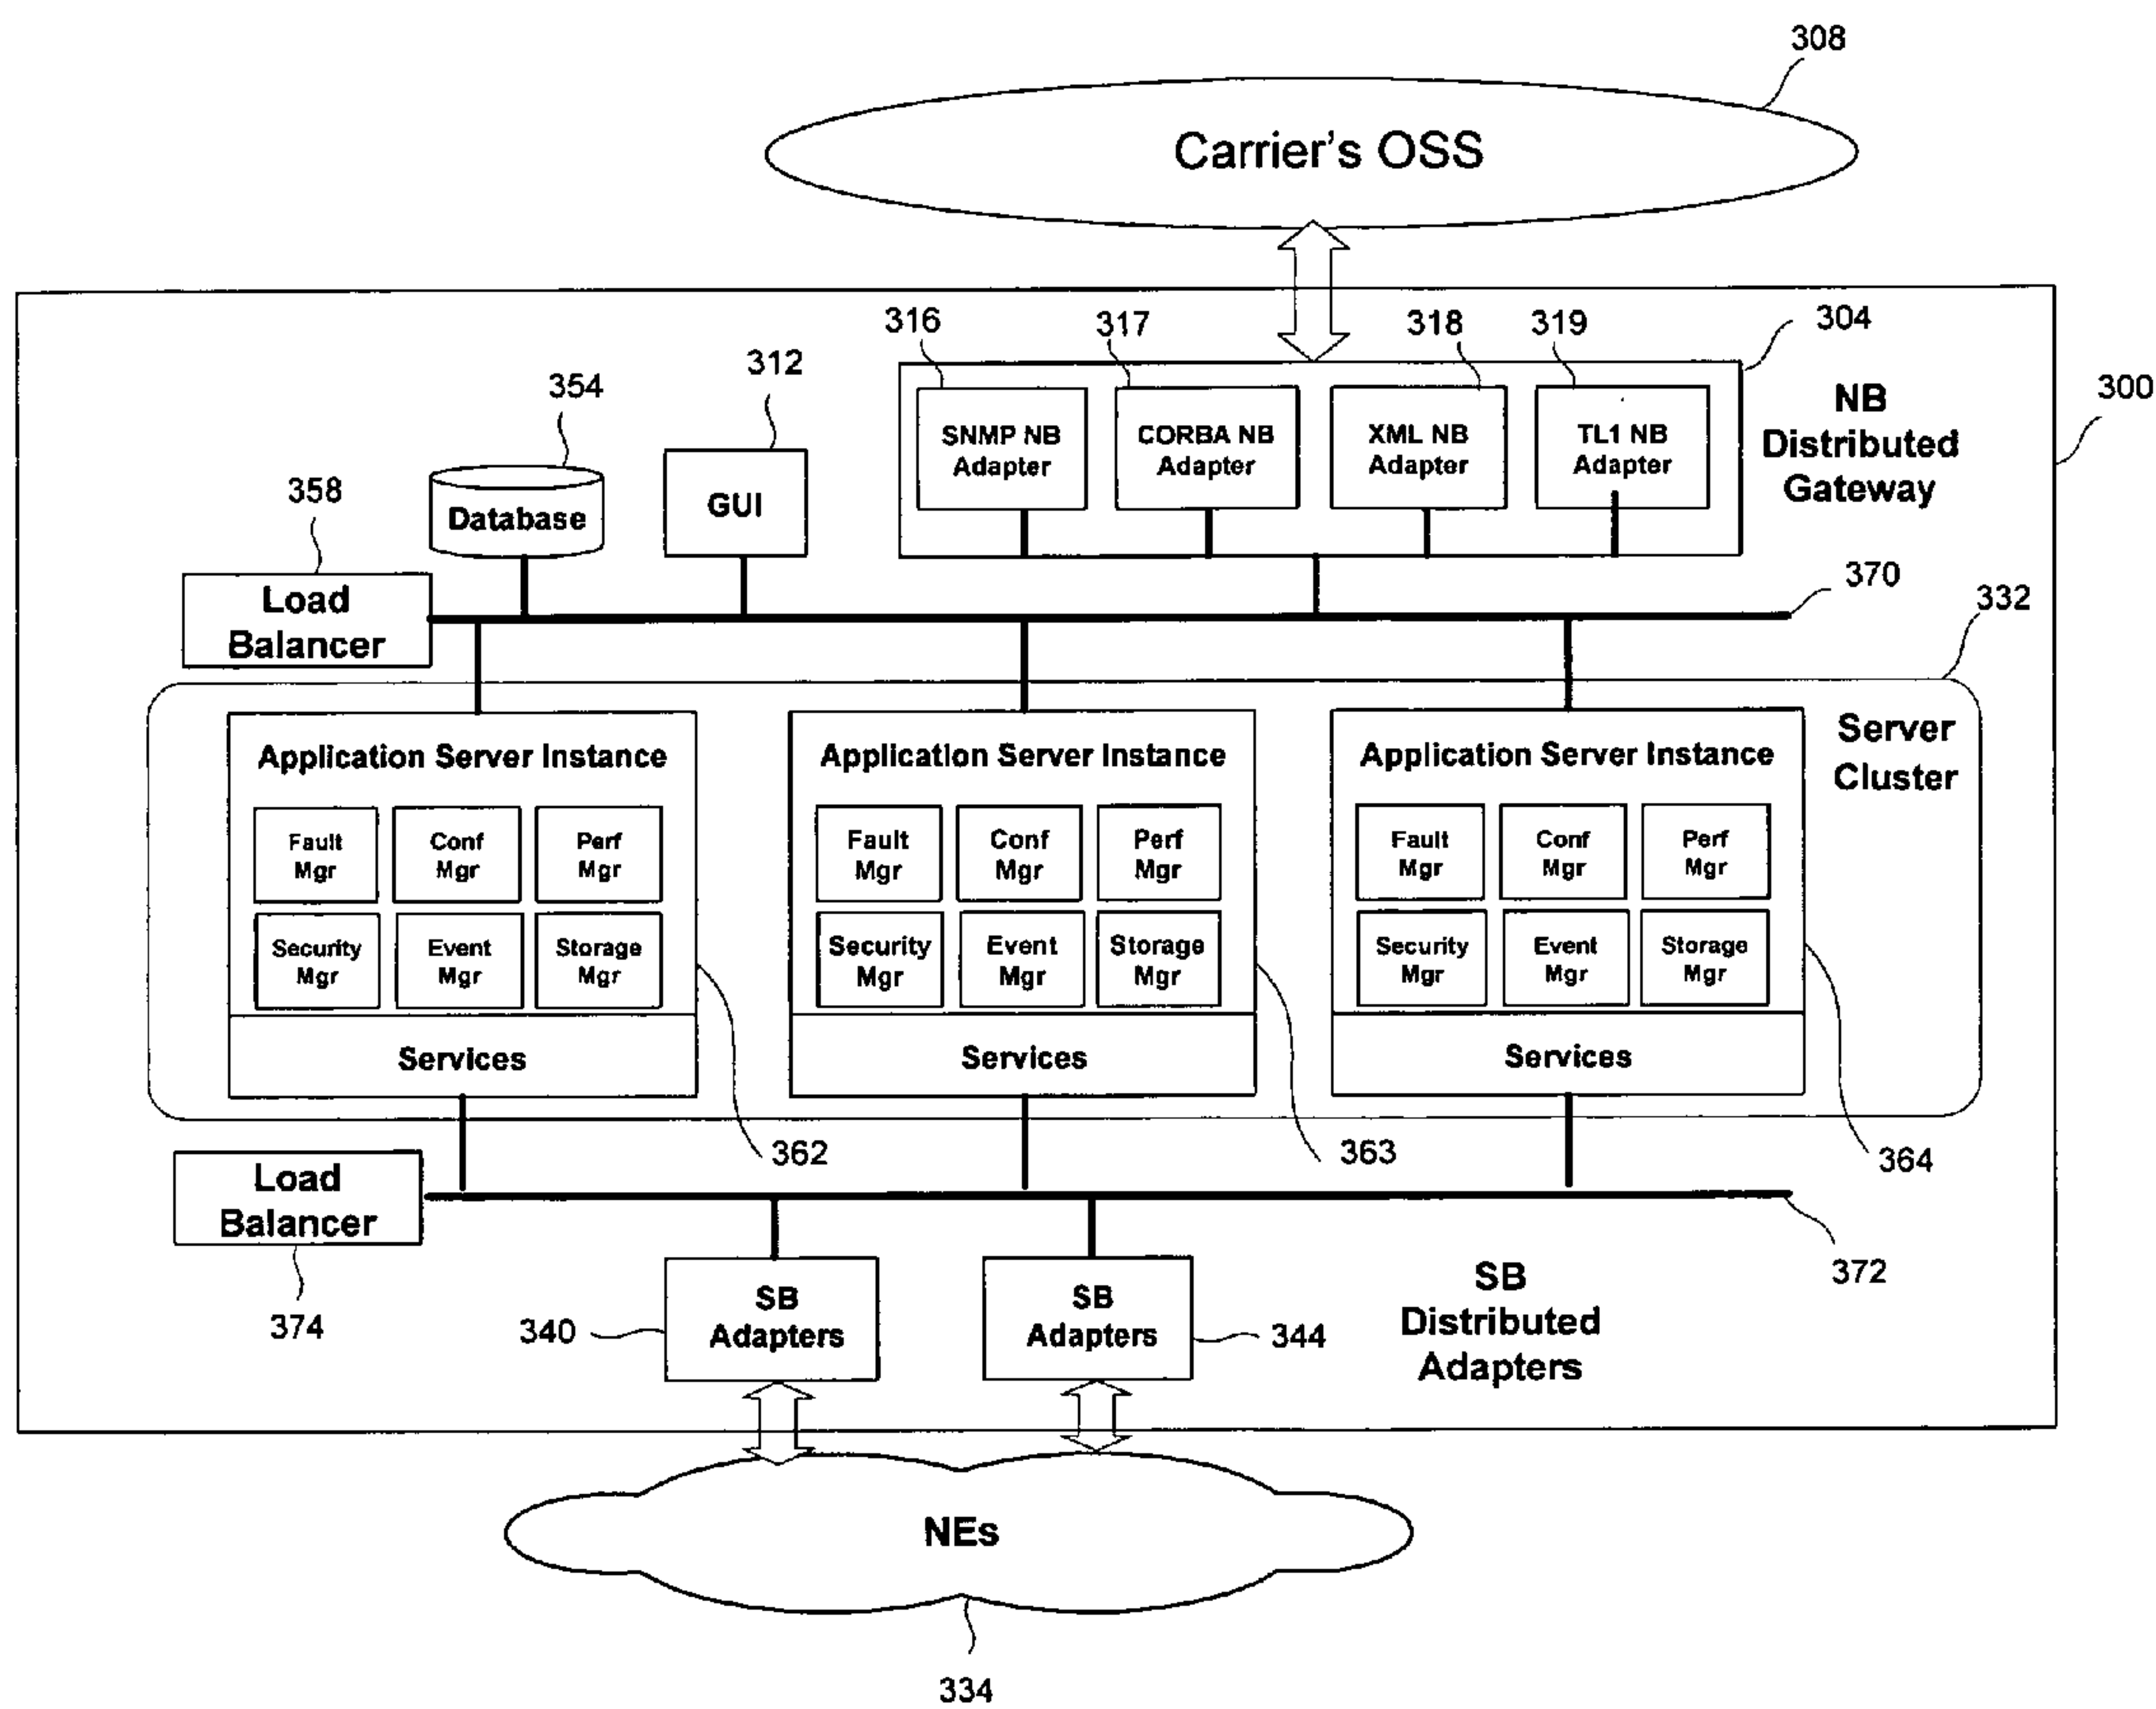 308
Carrier's OSS
316
317
318
319
304
300
354
312
SNMP NB
Adapter
CORBA NB
Adapter
XML NB
Adapter
TL1 NB
Adapter
NB
Distributed
Gateway
358
Database
GUI
Load
Balancer
370
332
Server
Cluster
Application Server Instance
Fault
Mgr
Conf
Mgr
Perf
Mgr
Security
Mgr
Event
Mgr
Storage
Mgr
Services
Application Server Instance
Fault
Mgr
Conf
Mgr
Perf
Mgr
Security
Mgr
Event
Mgr
Storage
Mgr
Services
Application Server Instance
Fault
Mgr
Conf
Mgr
Perf
Mgr
Security
Mgr
Event
Mgr
Storage
Mgr
Services
362
363
364
Load
Balancer
374
372
340
SB
Adapters
SB
Adapters
344
SB
Distributed
Adapters
NEs
334